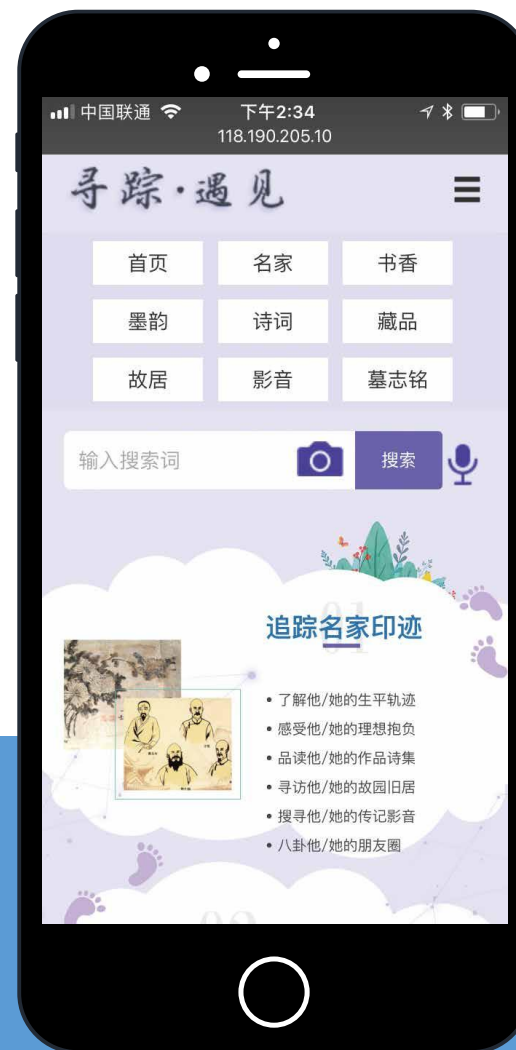 中国联通 下午2:34
118.190.205.10
寻踪·遇见
首页 名家 书香
墨韵 诗词 藏品
故居 影音 墓志铭
输入搜索词 搜索
01
追踪名家印迹
• 了解他/她的生平轨迹
• 感受他/她的理想抱负
• 品读他/她的作品诗集
• 寻访他/她的故园旧居
• 搜寻他/她的传记影音
• 八卦他/她的朋友圈